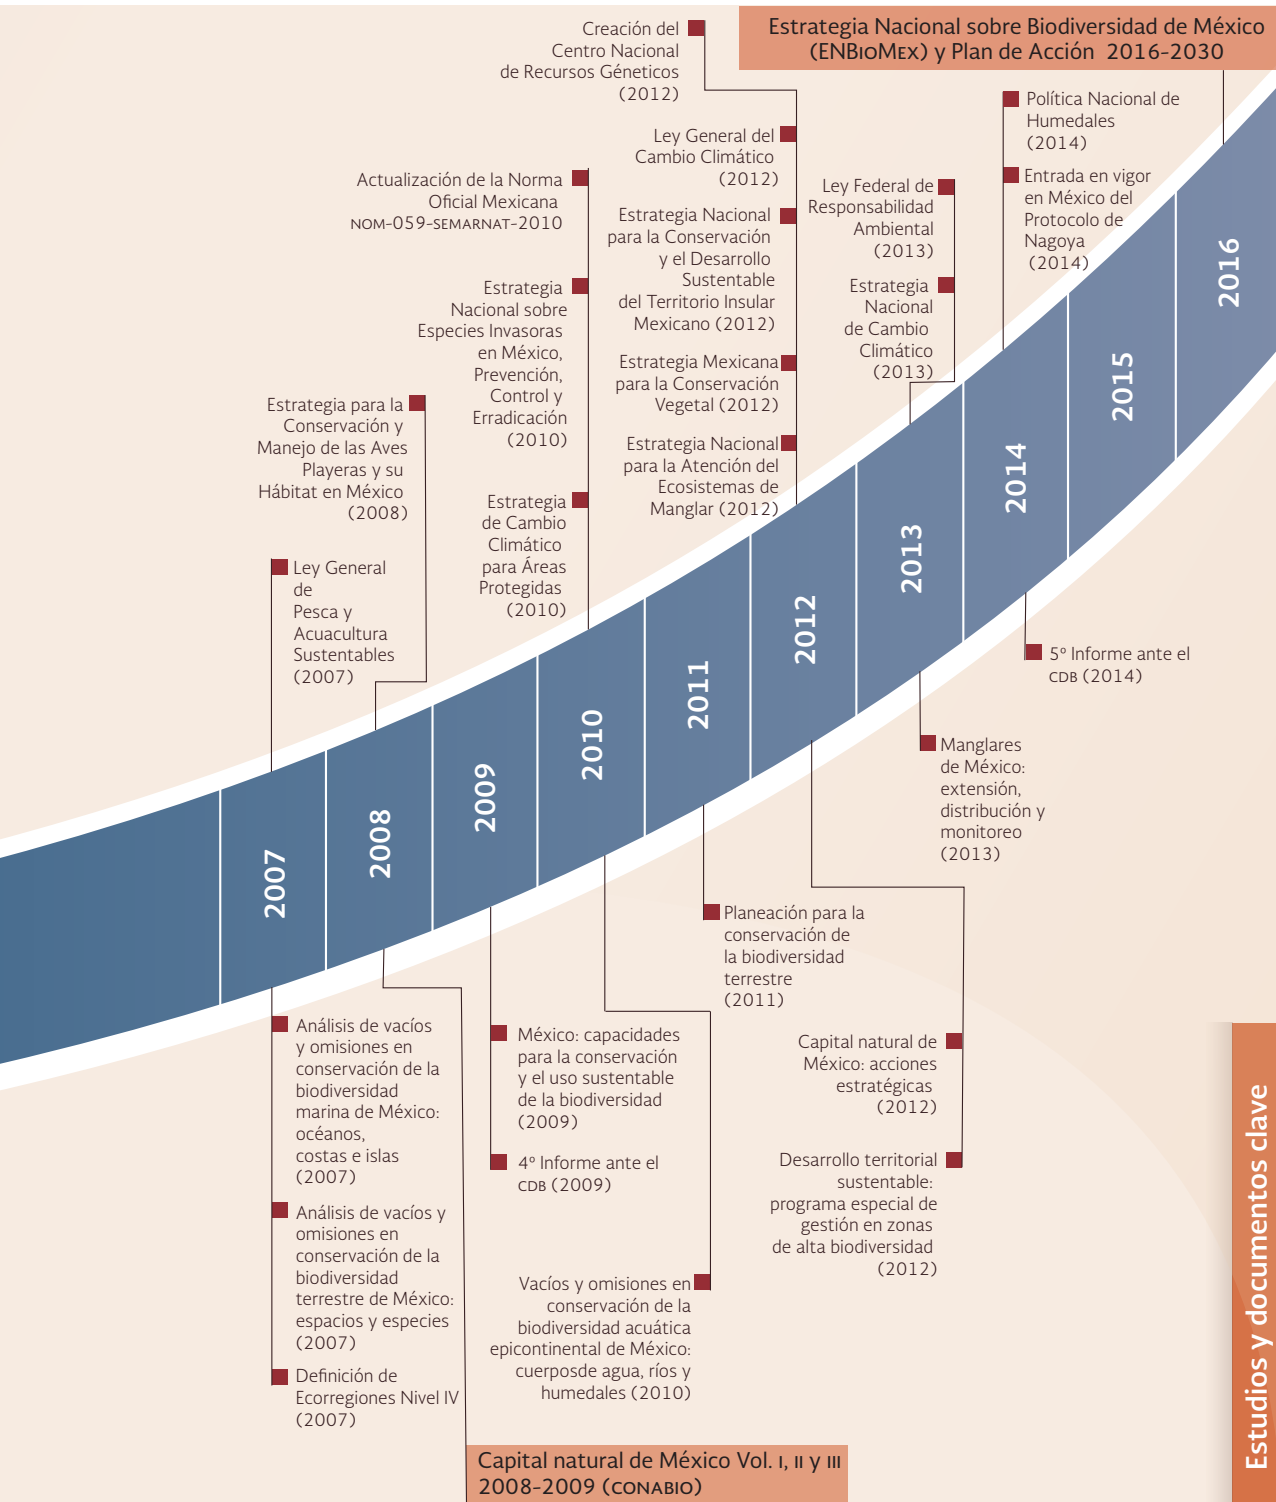 Estrategia Nacional sobre Biodiversidad de México
(ENBioMex) y Plan de Acción 2016-2030
Creación del
Centro Nacional
de Recursos Géneticos
(2012)
Ley General del
Cambio Climático
(2012)
Estrategia Nacional
para la Conservación
y el Desarrollo
Sustentable
del Territorio Insular
Mexicano (2012)
Estrategia Mexicana
para la Conservación
Vegetal (2012)
Estrategia Nacional
para la Atención del
Ecosistemas de
Manglar (2012)
Política Nacional de
Humedales
(2014)
Entrada en vigor
en México del
Protocolo de
Nagoya
(2014)
Ley Federal de
Responsabilidad
Ambiental
(2013)
Estrategia
Nacional
de Cambio
Climático
(2013)
Actualización de la Norma
Oficial Mexicana
NOM-059-SEMARNAT-2010
Estrategia
Nacional sobre
Especies Invasoras
en México,
Prevención,
Control y
Erradicación
(2010)
Estrategia
de Cambio
Climático
para Áreas
Protegidas
(2010)
Estrategia para la
Conservación y
Manejo de las Aves
Playeras y su
Hábitat en México
(2008)
Ley General
de
Pesca y
Acuacultura
Sustentables
(2007)
2007
2008
2009
2010
2011
2012
2013
2014
2015
2016
5º Informe ante el
CDB (2014)
Manglares
de México:
extensión,
distribución y
monitoreo
(2013)
Planeación para la
conservación de
la biodiversidad
terrestre
(2011)
Capital natural de
México: acciones
estratégicas
(2012)
Desarrollo territorial
sustentable:
programa especial de
gestión en zonas
de alta biodiversidad
(2012)
Análisis de vacíos
y omisiones en
conservación de la
biodiversidad
marina de México:
océanos,
costas e islas
(2007)
Análisis de vacíos y
omisiones en
conservación de la
biodiversidad
terrestre de México:
espacios y especies
(2007)
Definición de
Ecorregiones Nivel IV
(2007)
México: capacidades
para la conservación
y el uso sustentable
de la biodiversidad
(2009)
4º Informe ante el
CDB (2009)
Vacíos y omisiones en
conservación de la
biodiversidad acuática
epicontinental de México:
cuerposde agua, ríos y
humedales (2010)
Capital natural de México Vol. I, II y III
2008-2009 (CONABIO)
Estudios y documentos clave